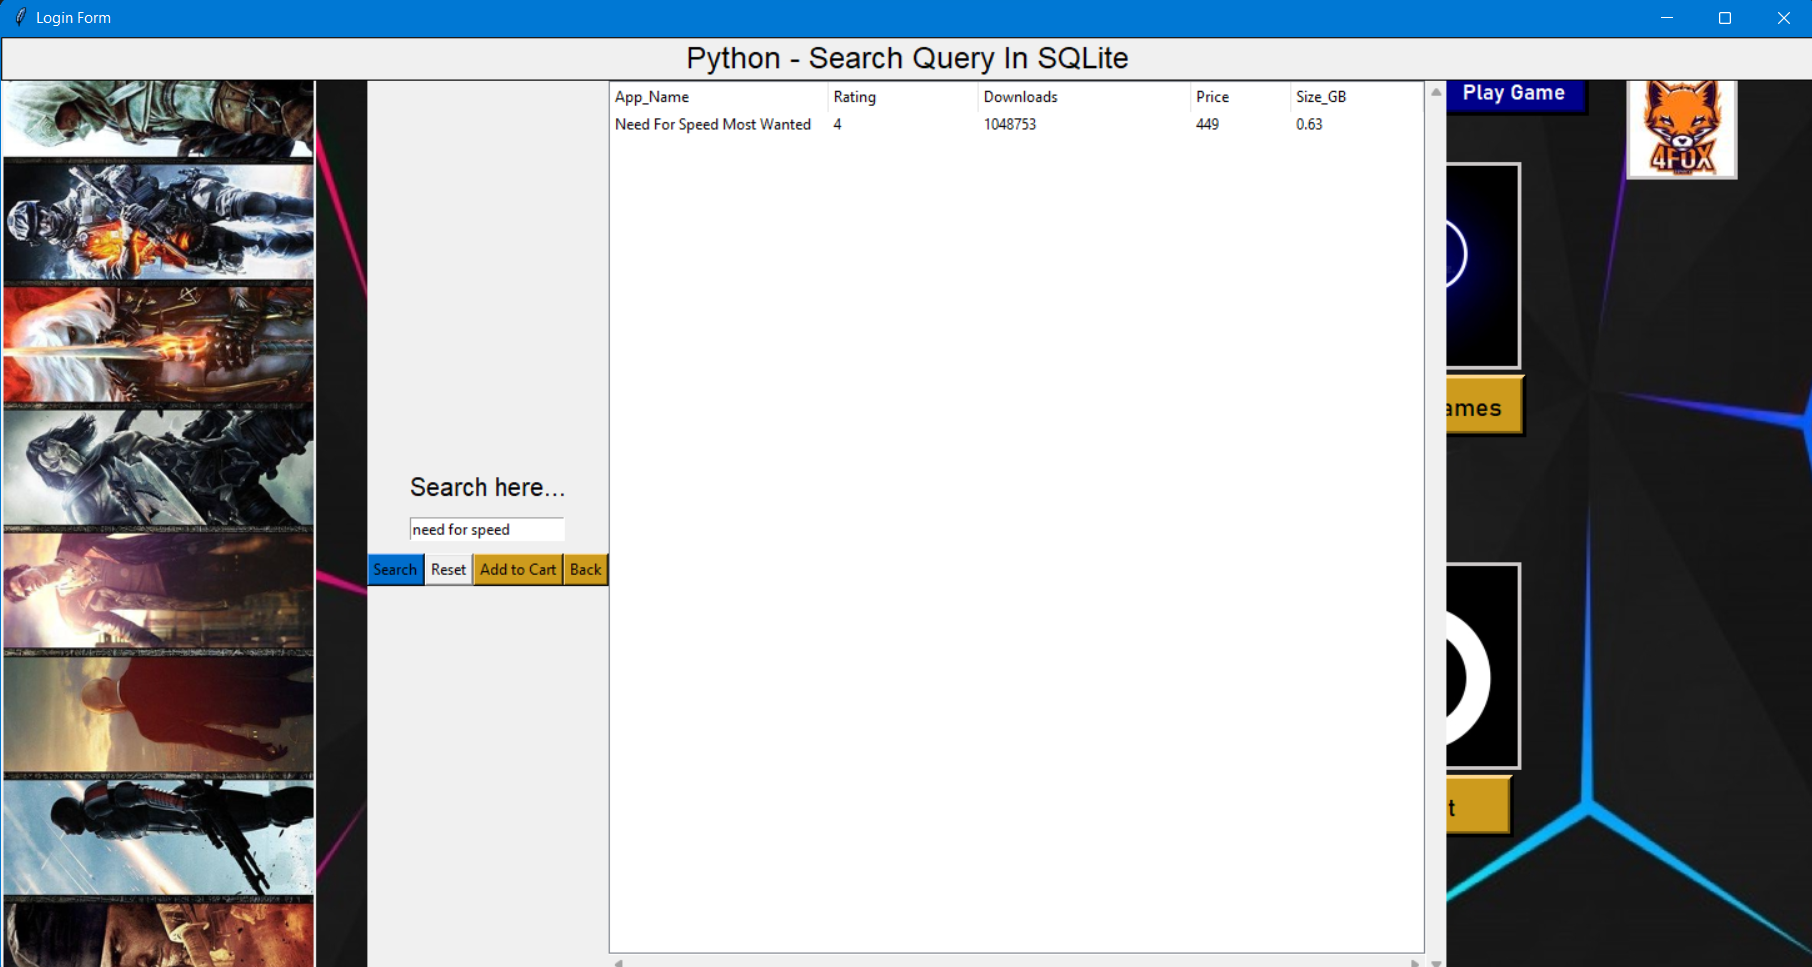 Login Form
Python - Search Query In SQLite
App_Name Rating Downloads Price Size_GB
Need For Speed Most Wanted 4 1048753 449 0.63
Search here...
need for speed
Search Reset Add to Cart Back
Play Game
4FOX
ames
t